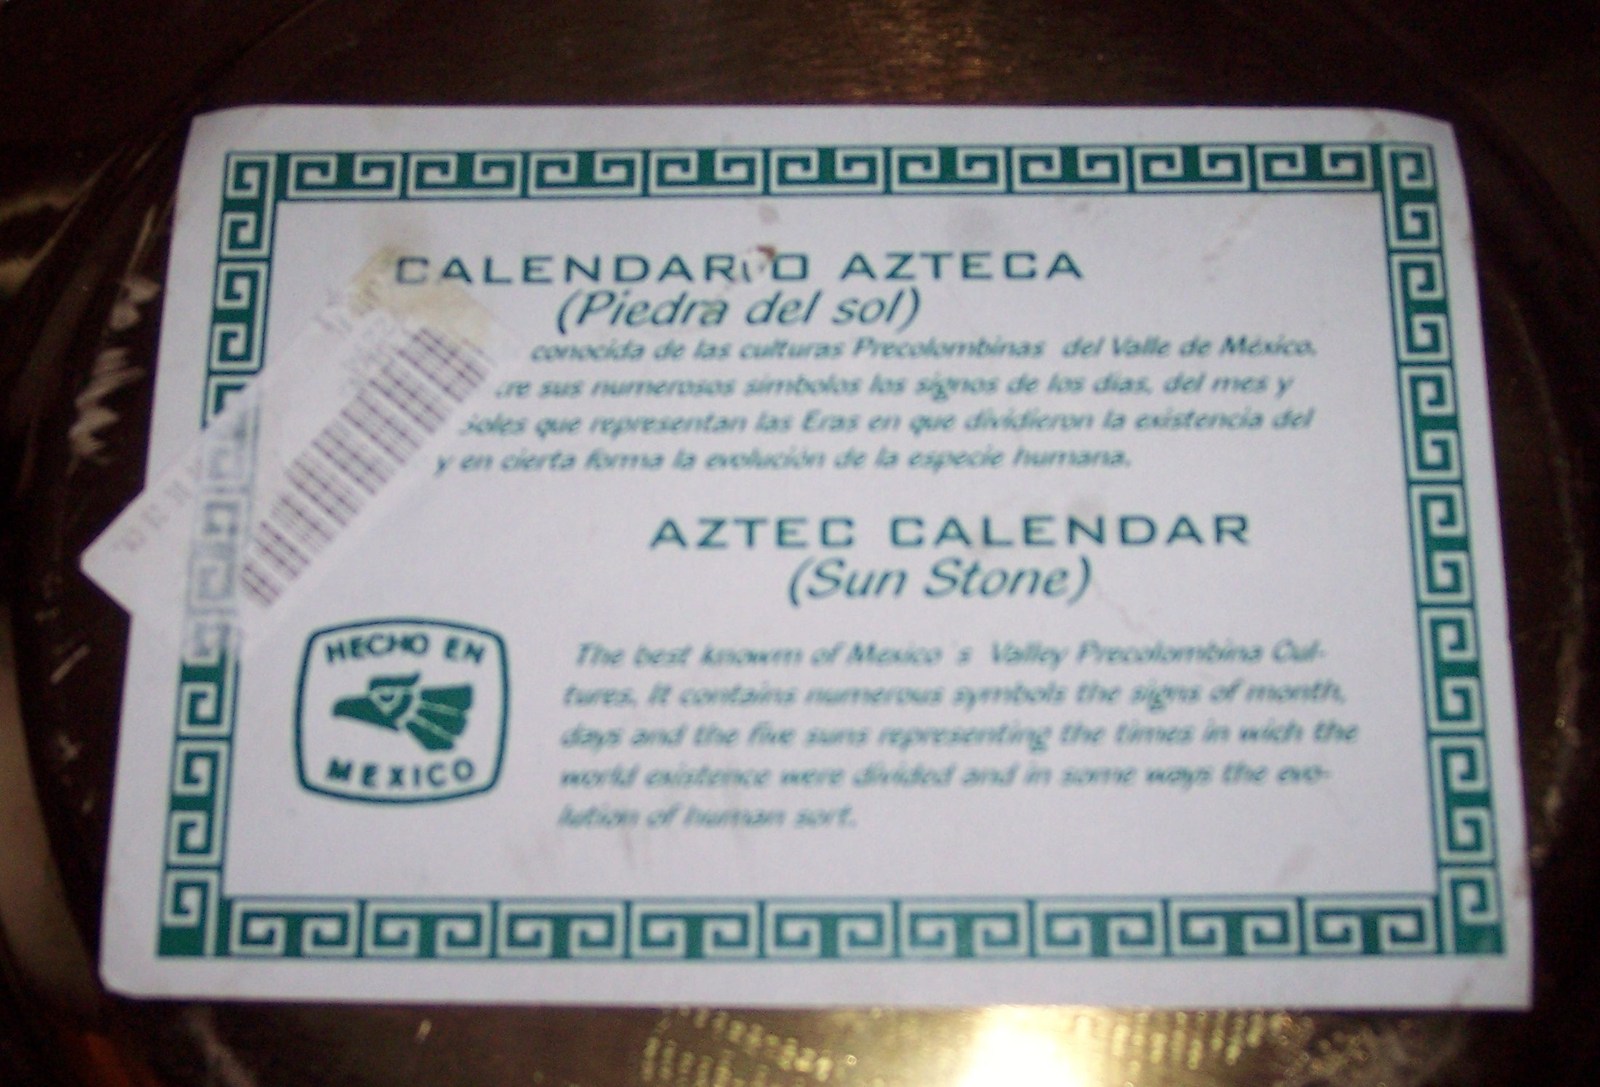 CALENDARIO AZTECA
(Piedra del sol)
conocida de las culturas Precolombinas del Valle de México.
sus numerosos simbolos los signos de los dias, del mes y
soles que representan las Eras en que dividieron la existencia del
y en cierta forma la evolución de la especie humana.
AZTEC CALENDAR
(Sun Stone)
The best knowm of Mexico´s Valley Precolombina Cul-
tures. It contains numerous symbols the signs of month,
days and the five suns representing the times in wich the
world existence were divided and in some ways the evo-
lution of human sort.
HECHO EN
MEXICO